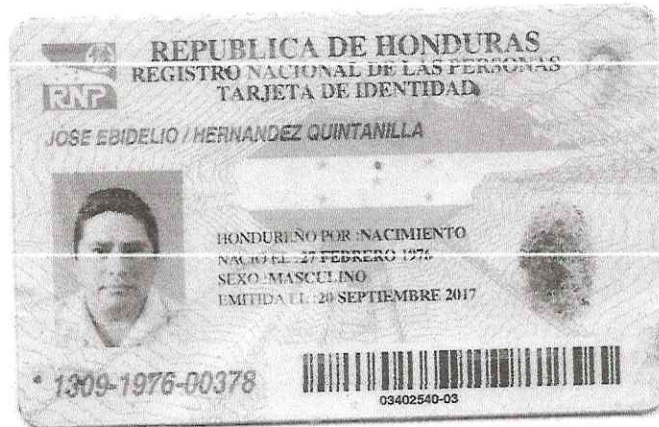 REPUBLICA DE HONDURAS
REGISTRO NACIONAL DE LAS PERSONAS
TARJETA DE IDENTIDAD
RNP
JOSE EBIDELIO / HERNANDEZ QUINTANILLA
HONDUREÑO POR :NACIMIENTO
NACIO EL :27 FEBRERO 1976
SEXO :MASCULINO
EMITIDA EL :20 SEPTIEMBRE 2017
1309-1976-00378
03402540-03